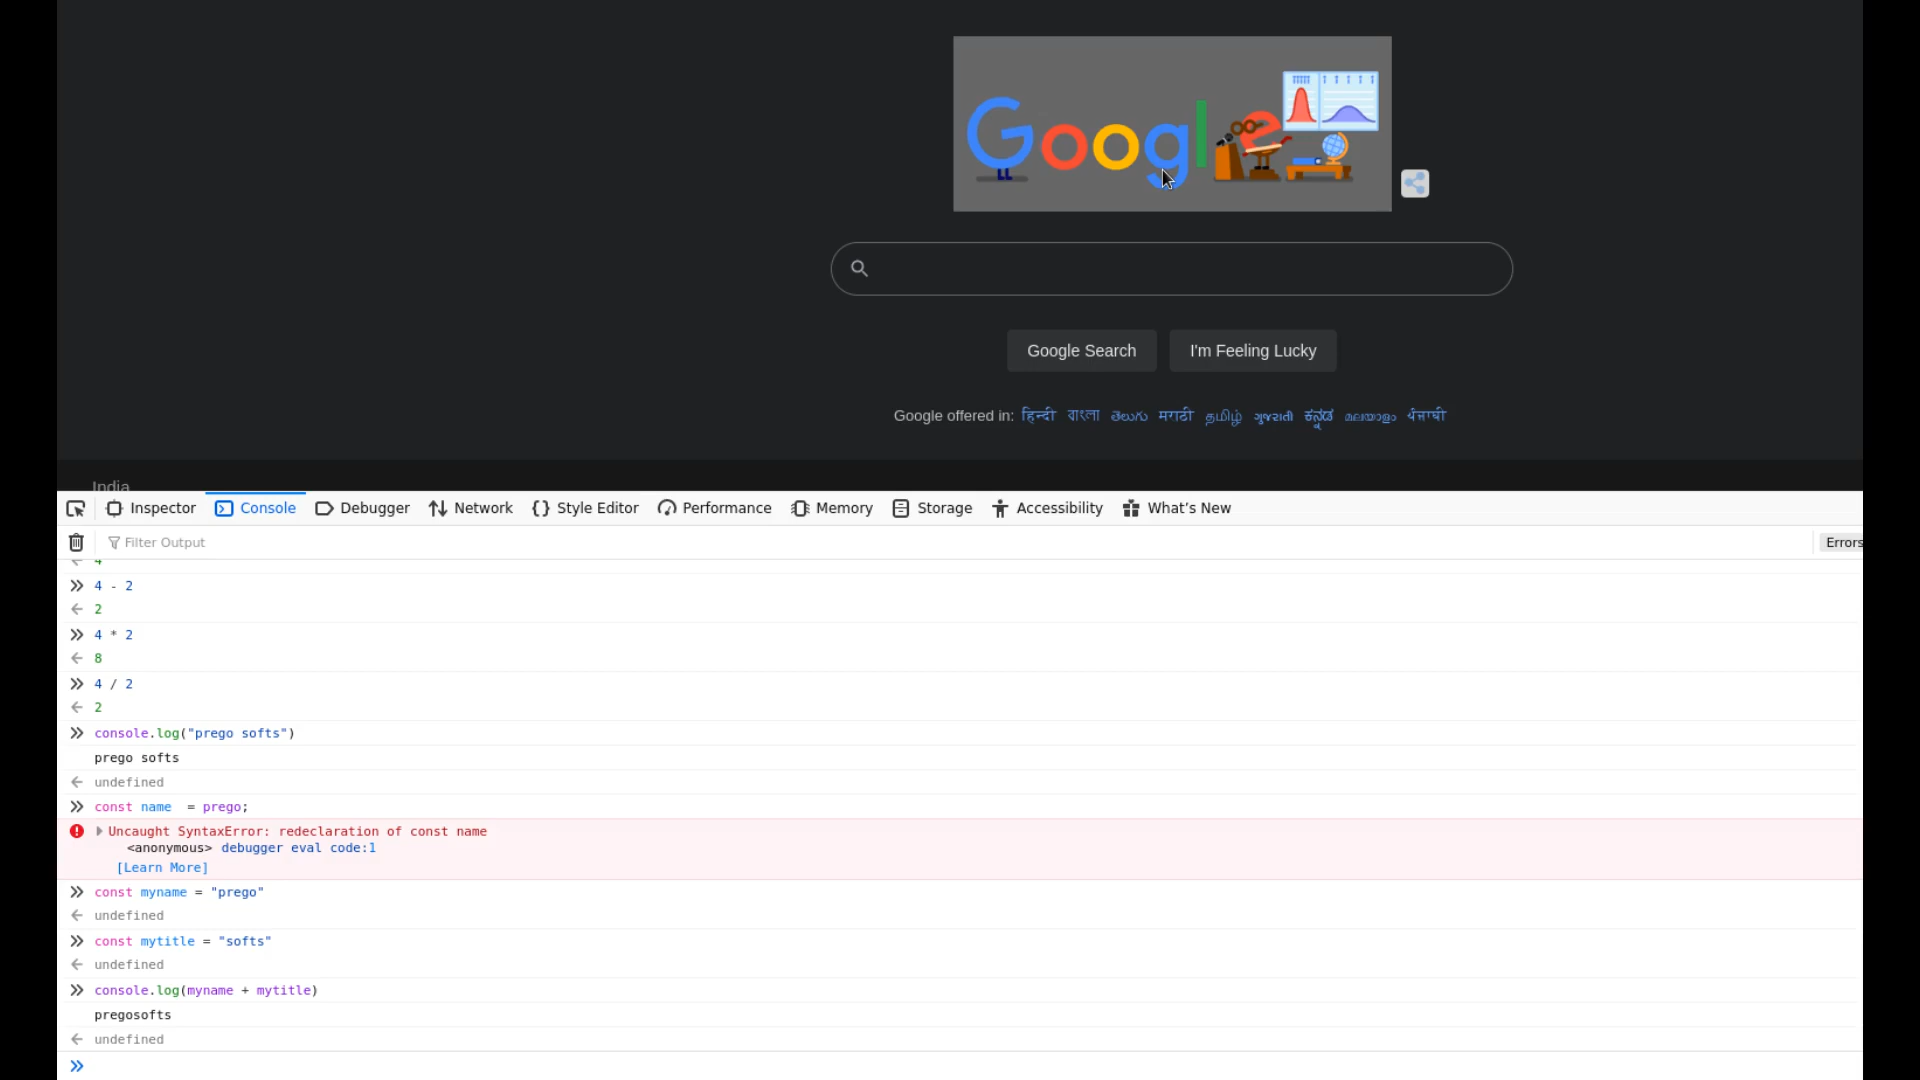 Google
Google Search
I'm Feeling Lucky
Google offered in: हिन्दी বাংলা తెలుగు मराठी தமிழ் ગુજરાતી ಕನ್ನಡ മലയാളം ਪੰਜਾਬੀ
India
Inspector Console Debugger Network Style Editor Performance Memory Storage Accessibility What's New
Filter Output Errors
4
4 - 2
2
4 * 2
8
4 / 2
2
console.log("prego softs")
prego softs
undefined
const name  = prego;
Uncaught SyntaxError: redeclaration of const name
<anonymous> debugger eval code:1
[Learn More]
const myname = "prego"
undefined
const mytitle = "softs"
undefined
console.log(myname + mytitle)
pregosofts
undefined